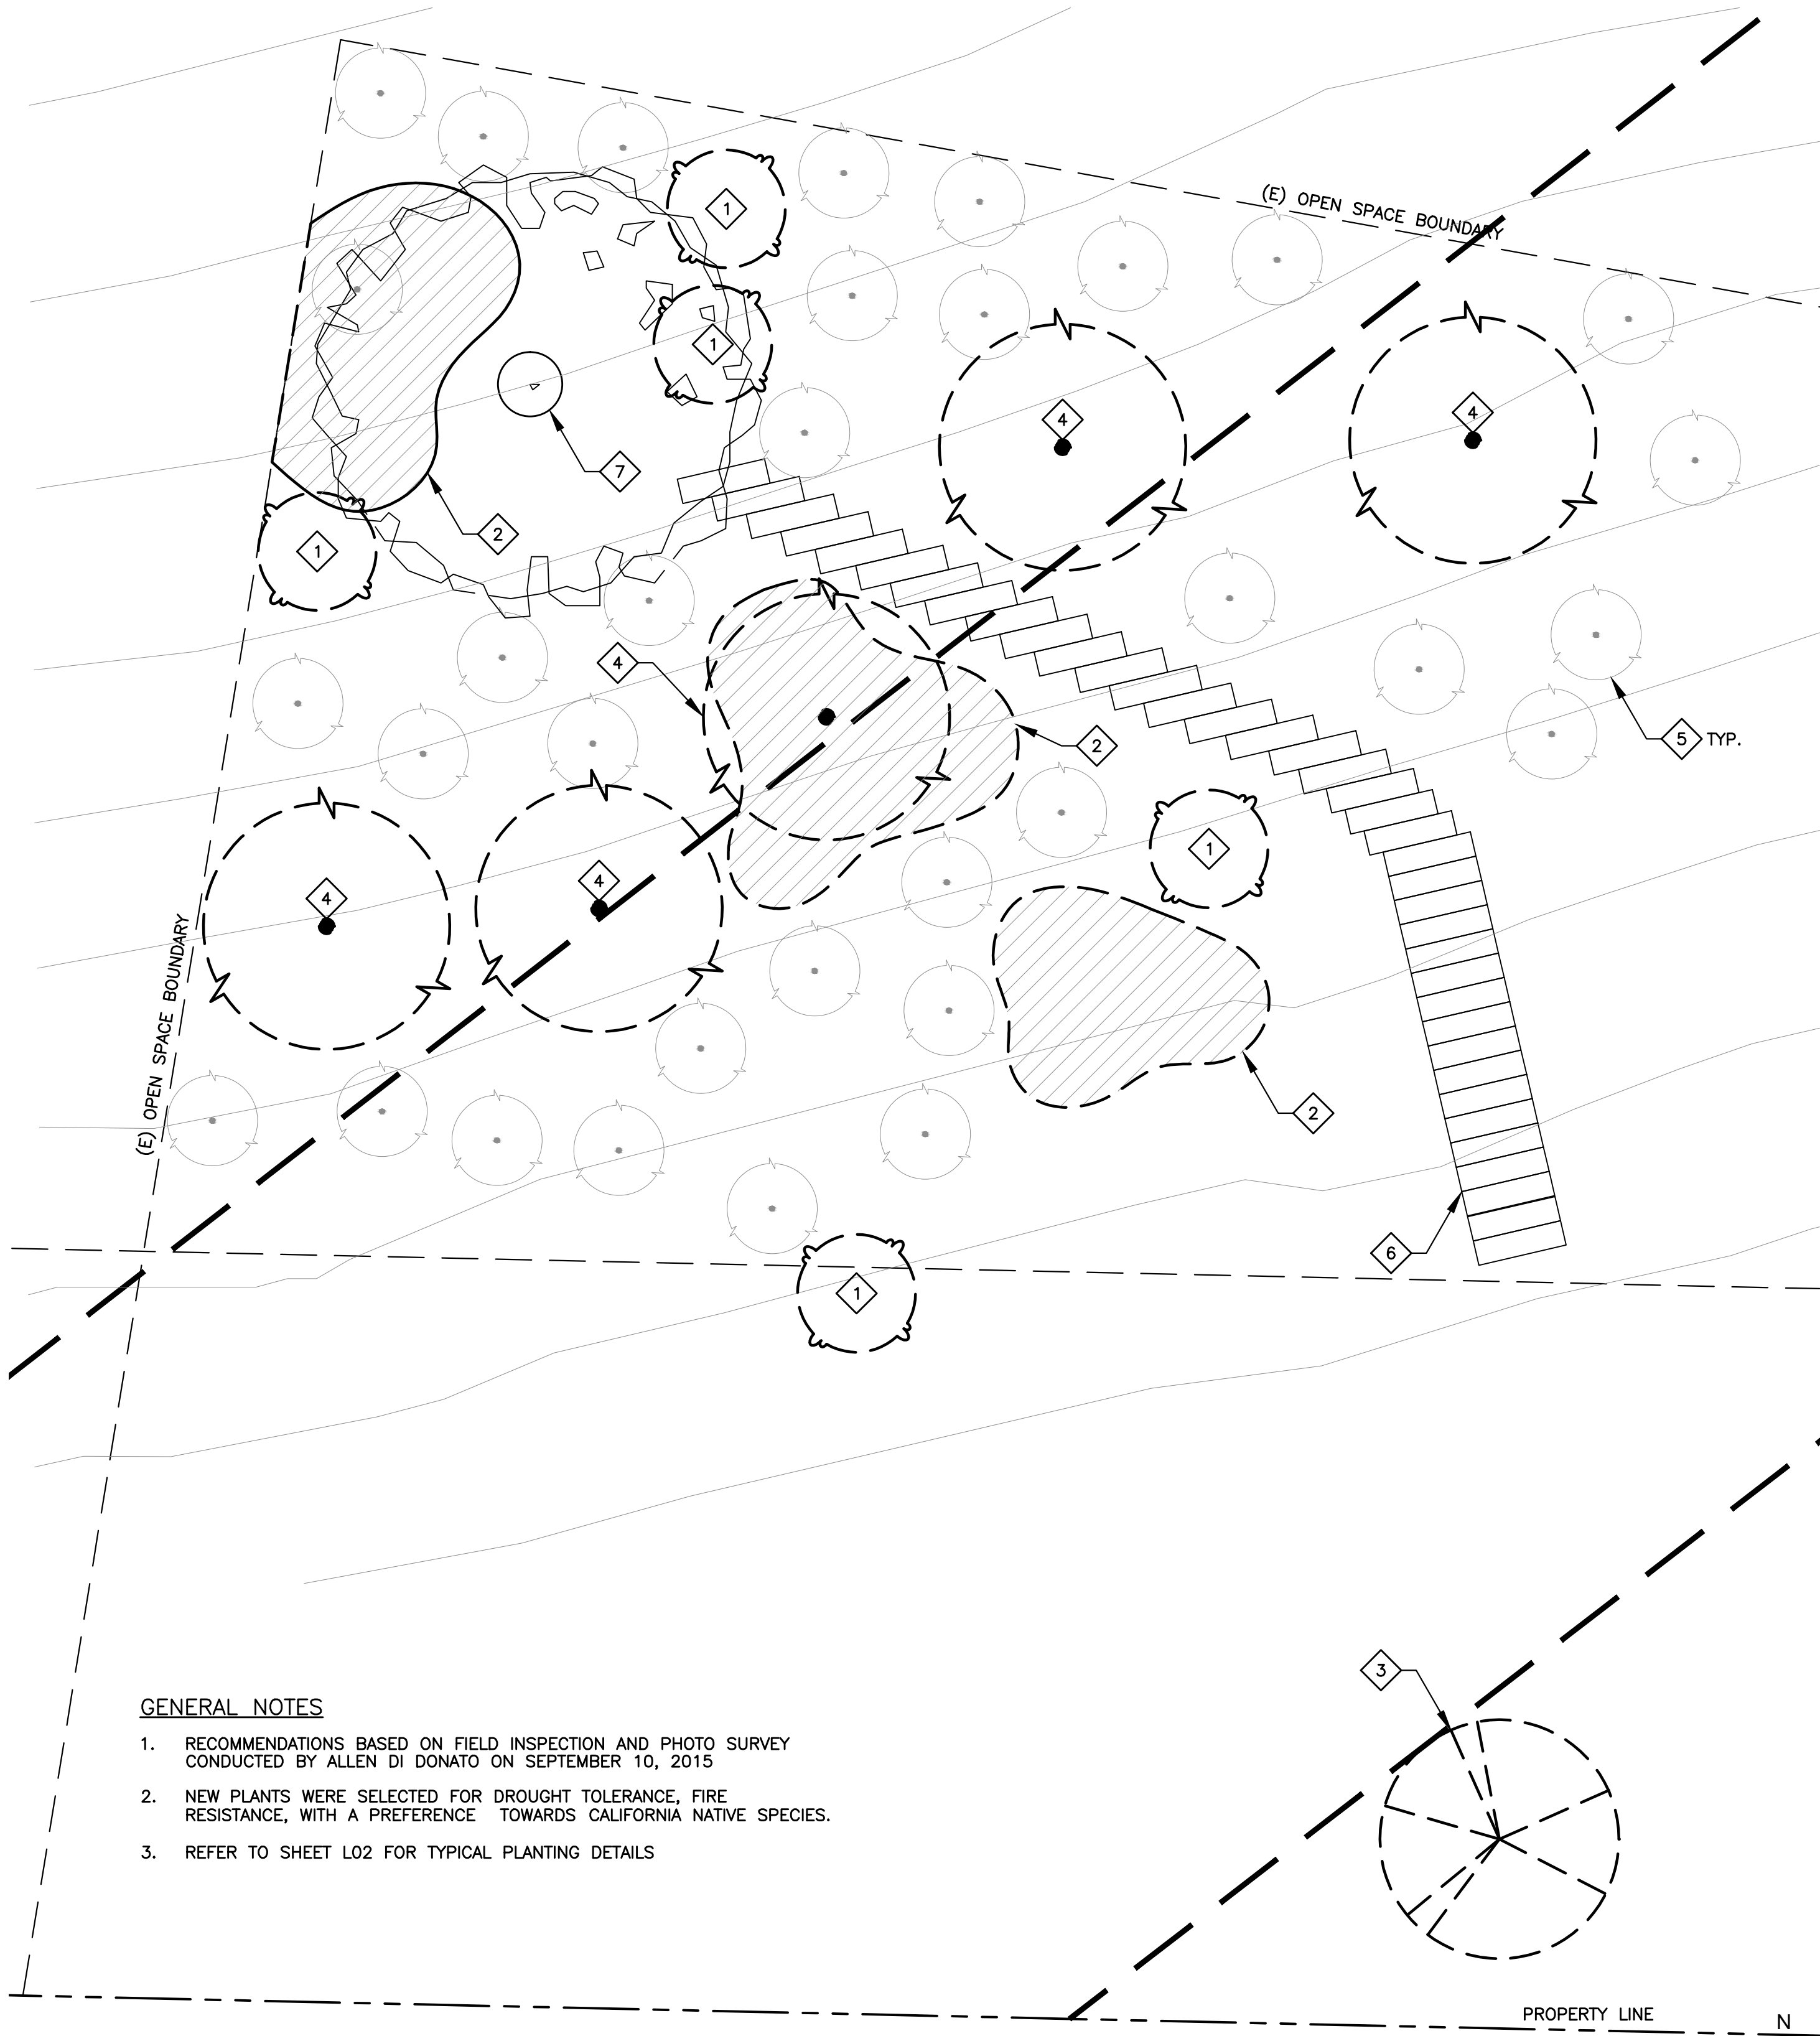 (E) OPEN SPACE BOUNDARY
1
1
4
4
7
2
1
4
2
5 TYP.
1
4
4
(E) OPEN SPACE BOUNDARY
2
6
1
3
GENERAL NOTES
1. RECOMMENDATIONS BASED ON FIELD INSPECTION AND PHOTO SURVEY
CONDUCTED BY ALLEN DI DONATO ON SEPTEMBER 10, 2015
2. NEW PLANTS WERE SELECTED FOR DROUGHT TOLERANCE, FIRE
RESISTANCE, WITH A PREFERENCE TOWARDS CALIFORNIA NATIVE SPECIES.
3. REFER TO SHEET L02 FOR TYPICAL PLANTING DETAILS
PROPERTY LINE
N